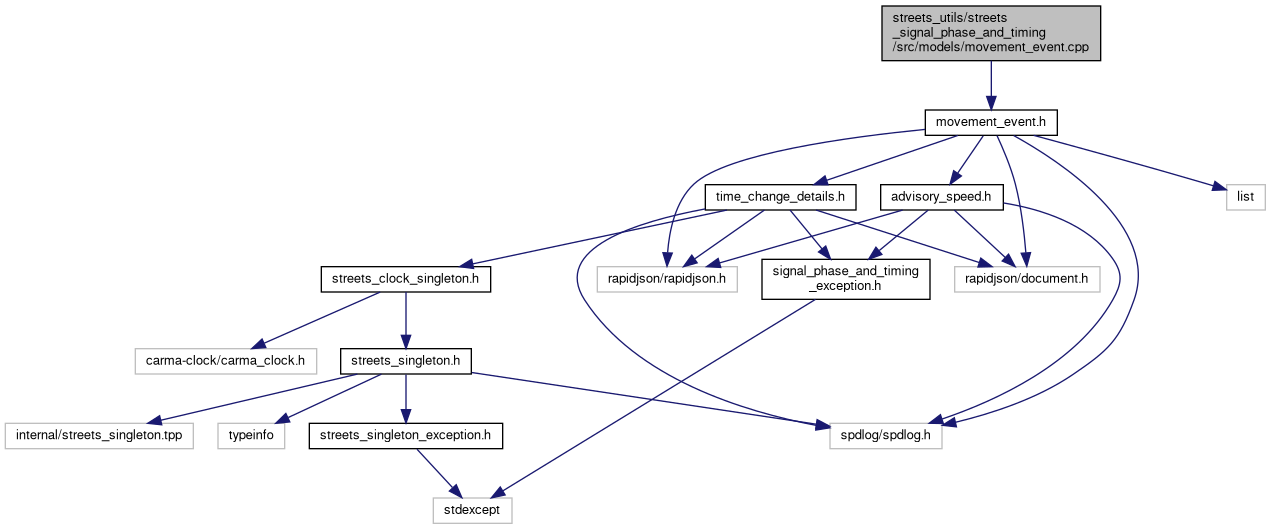 streets_utils/streets
_signal_phase_and_timing
/src/models/movement_event.cpp
movement_event.h
time_change_details.h
advisory_speed.h
list
streets_clock_singleton.h
rapidjson/rapidjson.h
signal_phase_and_timing
_exception.h
rapidjson/document.h
carma-clock/carma_clock.h
streets_singleton.h
internal/streets_singleton.tpp
typeinfo
streets_singleton_exception.h
spdlog/spdlog.h
stdexcept